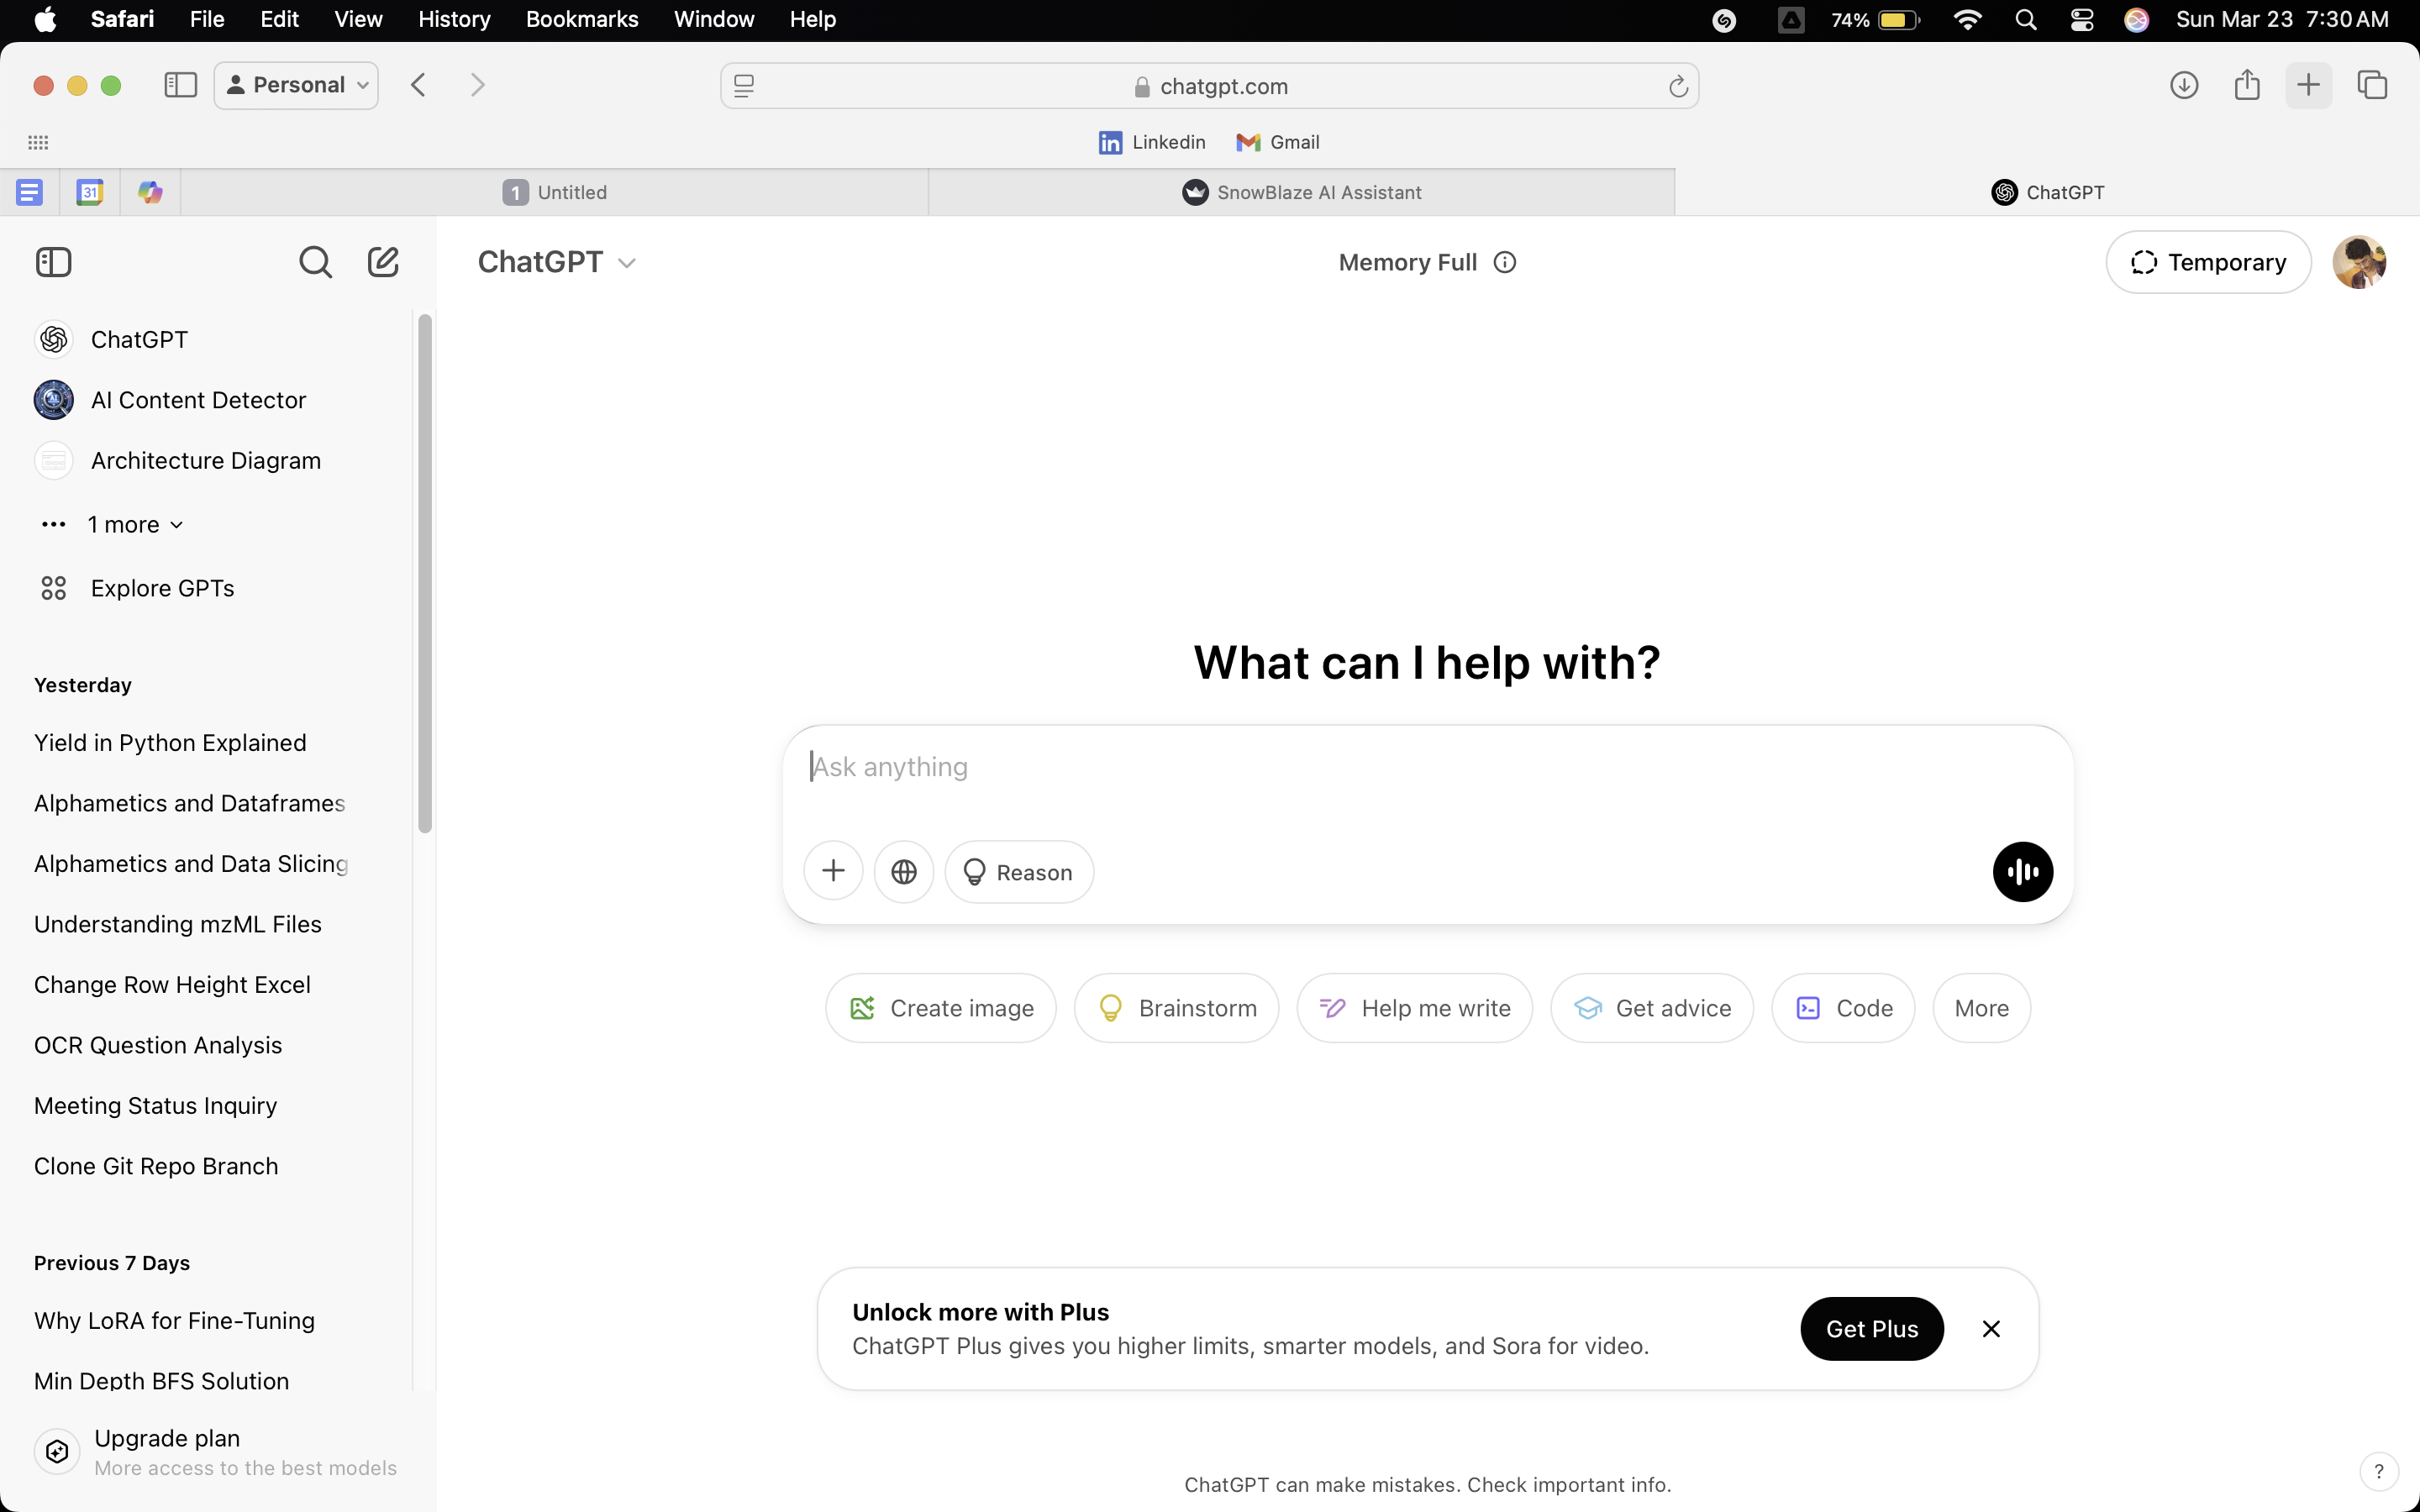 Safari File Edit View History Bookmarks Window Help 74% Sun Mar 23 7:30 AM
Personal chatgpt.com
Linkedin Gmail
31 1 Untitled SnowBlaze AI Assistant ChatGPT
ChatGPT Memory Full Temporary
ChatGPT
AI Content Detector
Architecture Diagram
1 more
Explore GPTs
Yesterday
Yield in Python Explained
Alphametics and Dataframes
Alphametics and Data Slicing
Understanding mzML Files
Change Row Height Excel
OCR Question Analysis
Meeting Status Inquiry
Clone Git Repo Branch
Previous 7 Days
Why LoRA for Fine-Tuning
Min Depth BFS Solution
Upgrade plan
More access to the best models
What can I help with?
Ask anything
Reason
Create image Brainstorm Help me write Get advice Code More
Unlock more with Plus
ChatGPT Plus gives you higher limits, smarter models, and Sora for video.
Get Plus
ChatGPT can make mistakes. Check important info.
?